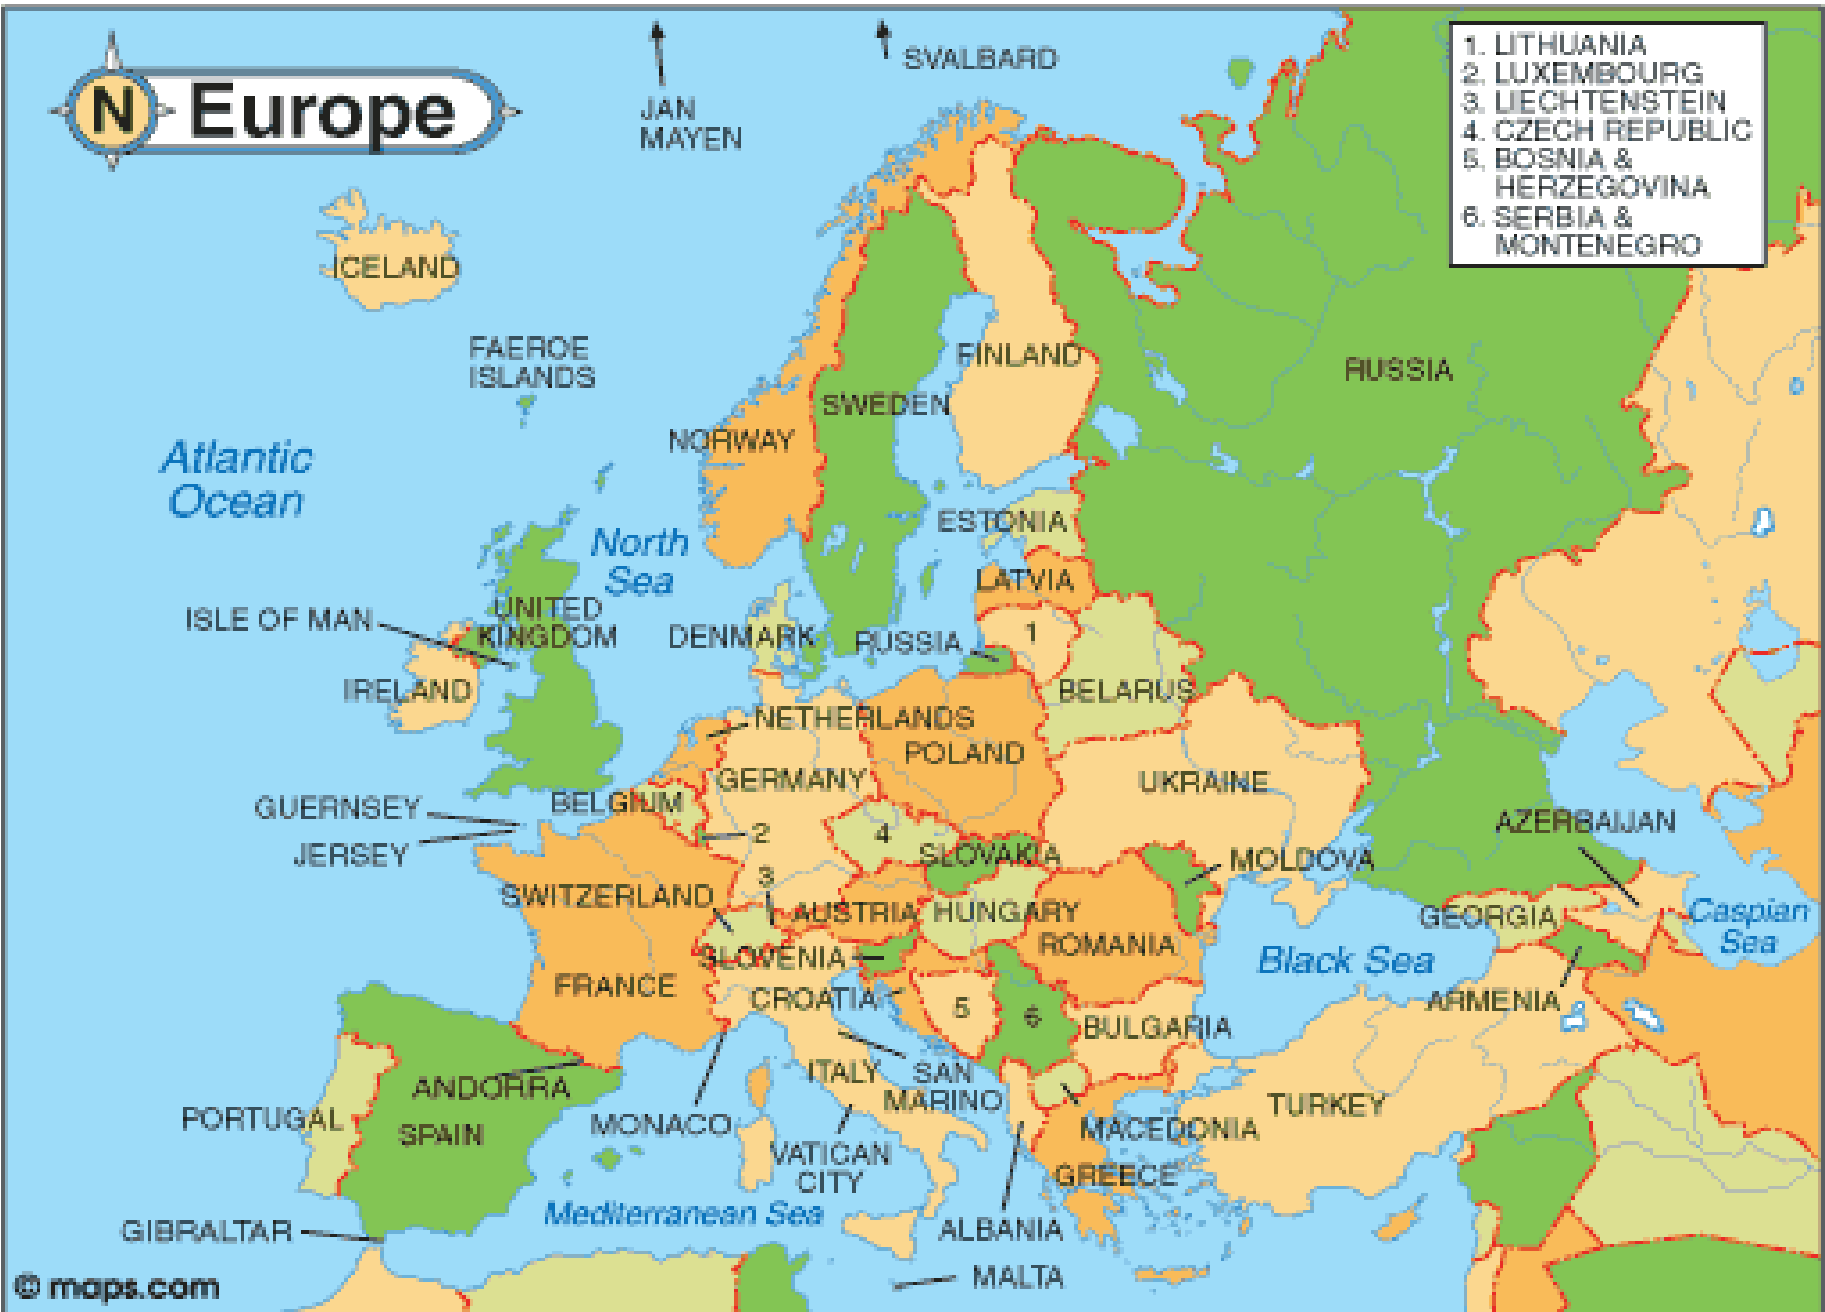 N Europe
JAN
MAYEN
SVALBARD
1. LITHUANIA
2. LUXEMBOURG
3. LIECHTENSTEIN
4. CZECH REPUBLIC
5. BOSNIA &
HERZEGOVINA
6. SERBIA &
MONTENEGRO
ICELAND
FAEROE
ISLANDS
FINLAND
RUSSIA
SWEDEN
NORWAY
Atlantic
Ocean
North
Sea
ESTONIA
LATVIA
ISLE OF MAN
UNITED
KINGDOM
DENMARK
RUSSIA
1
IRELAND
BELARUS
NETHERLANDS
POLAND
GERMANY
UKRAINE
GUERNSEY
BELGIUM
2
4
AZERBAIJAN
JERSEY
SLOVAKIA
MOLDOVA
3
SWITZERLAND
AUSTRIA
HUNGARY
GEORGIA
Caspian
Sea
ROMANIA
SLOVENIA
Black Sea
FRANCE
CROATIA
5
6
ARMENIA
BULGARIA
ITALY
SAN
MARINO
ANDORRA
PORTUGAL
SPAIN
MONACO
TURKEY
MACEDONIA
VATICAN
CITY
GREECE
Mediterranean Sea
GIBRALTAR
ALBANIA
MALTA
© maps.com